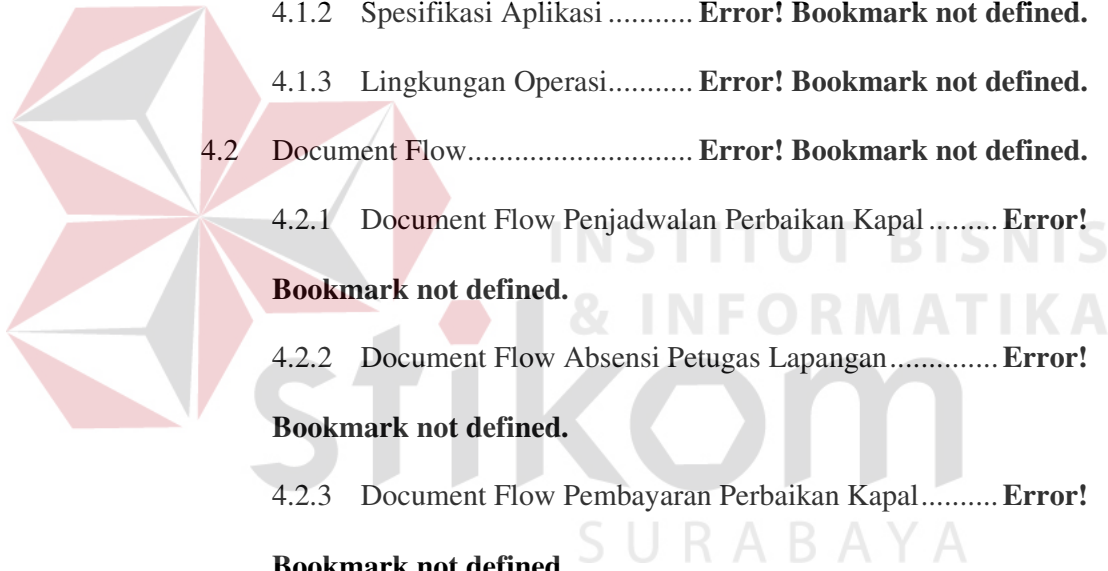 4.1.2 Spesifikasi Aplikasi ........... Error! Bookmark not defined.
4.1.3 Lingkungan Operasi........... Error! Bookmark not defined.
4.2 Document Flow............................. Error! Bookmark not defined.
4.2.1 Document Flow Penjadwalan Perbaikan Kapal ......... Error!
Bookmark not defined.
4.2.2 Document Flow Absensi Petugas Lapangan.............. Error!
Bookmark not defined.
4.2.3 Document Flow Pembayaran Perbaikan Kapal.......... Error!
Bookmark not defined.
INSTITUT BISNIS
& INFORMATIKA
stikom
SURABAYA